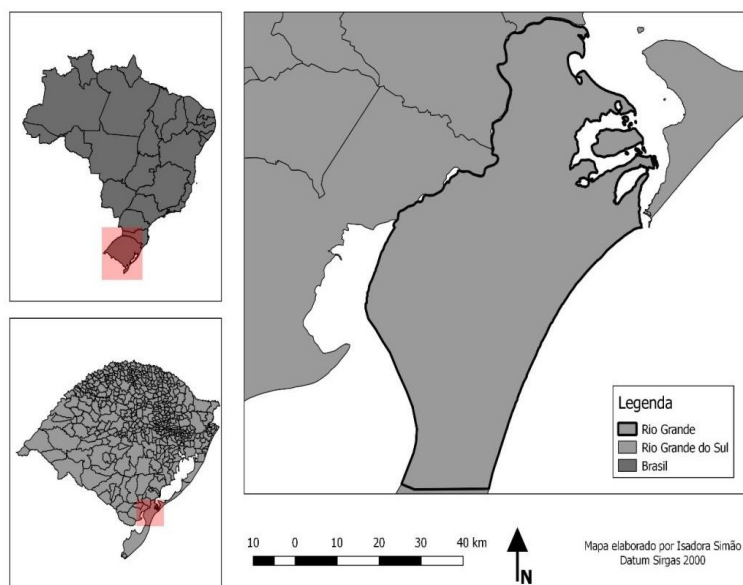 Legenda
Rio Grande
Rio Grande do Sul
Brasil
10 0 10 20 30 40 km
N
Mapa elaborado por Isadora Simão
Datum Sirgas 2000